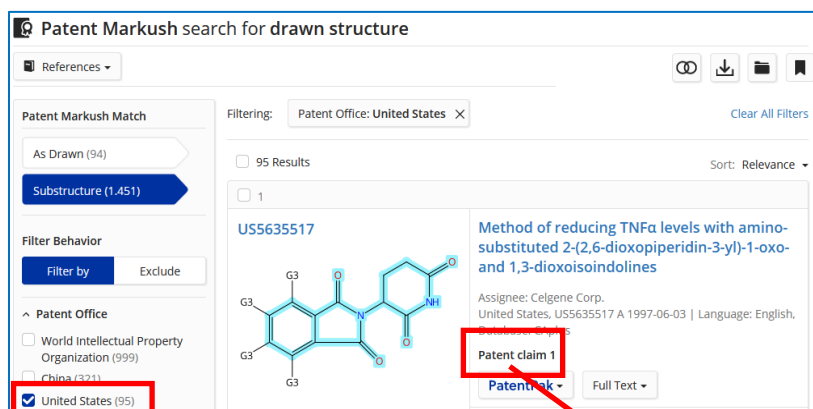 Patent Markush search for drawn structure
References
Patent Markush Match
As Drawn (94)
Substructure (1.451)
Filter Behavior
Filter by
Exclude
Patent Office
World Intellectual Property
Organization (999)
China (321)
United States (95)
Filtering:
Patent Office: United States
Clear All Filters
95 Results
Sort: Relevance
1
US5635517
G3
G3
G3
G3
O
O
N
O
NH
O
Method of reducing TNFα levels with amino-
substituted 2-(2,6-dioxopiperidin-3-yl)-1-oxo-
and 1,3-dioxoisoindolines
Assignee: Celgene Corp.
United States, US5635517 A 1997-06-03 | Language: English,
Database: CAplus
Patent claim 1
PatentPak
Full Text